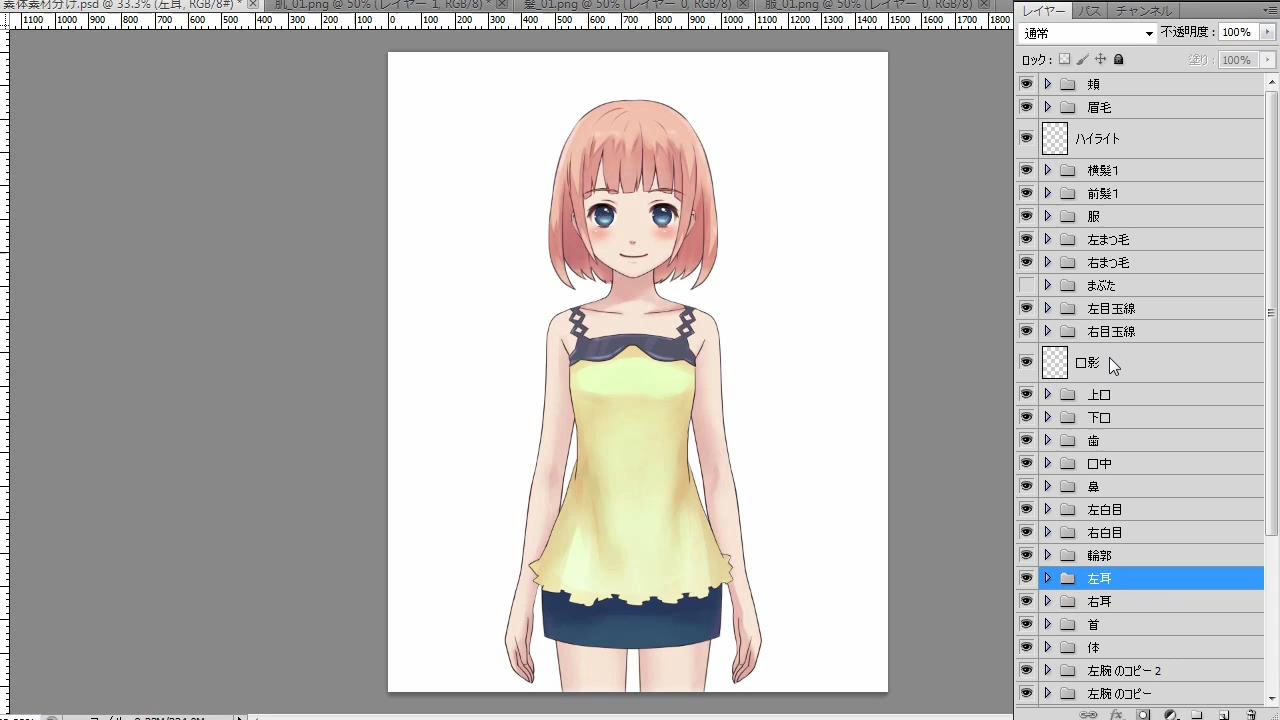 素体素材分け.psd @ 33.3% (左耳, RGB/8#) *
肌_01.png @ 50% (レイヤー 1, RGB/8) *
髪_01.png @ 50% (レイヤー 0, RGB/8)
服_01.png @ 50% (レイヤー 0, RGB/8)
1100 1000 900 800 700 600 500 400 300 200 100 0 100 200 300 400 500 600 700 800 900 1000 1100 1200 1300 1400 1500 1600 1700 1800
レイヤー パス チャンネル
通常 不透明度: 100%
ロック: 塗り: 100%
頬
眉毛
ハイライト
横髪1
前髪1
服
左まつ毛
右まつ毛
まぶた
左目玉線
右目玉線
口影
上口
下口
歯
口中
鼻
左白目
右白目
輪郭
左耳
右耳
首
体
左腕 のコピー 2
左腕 のコピー